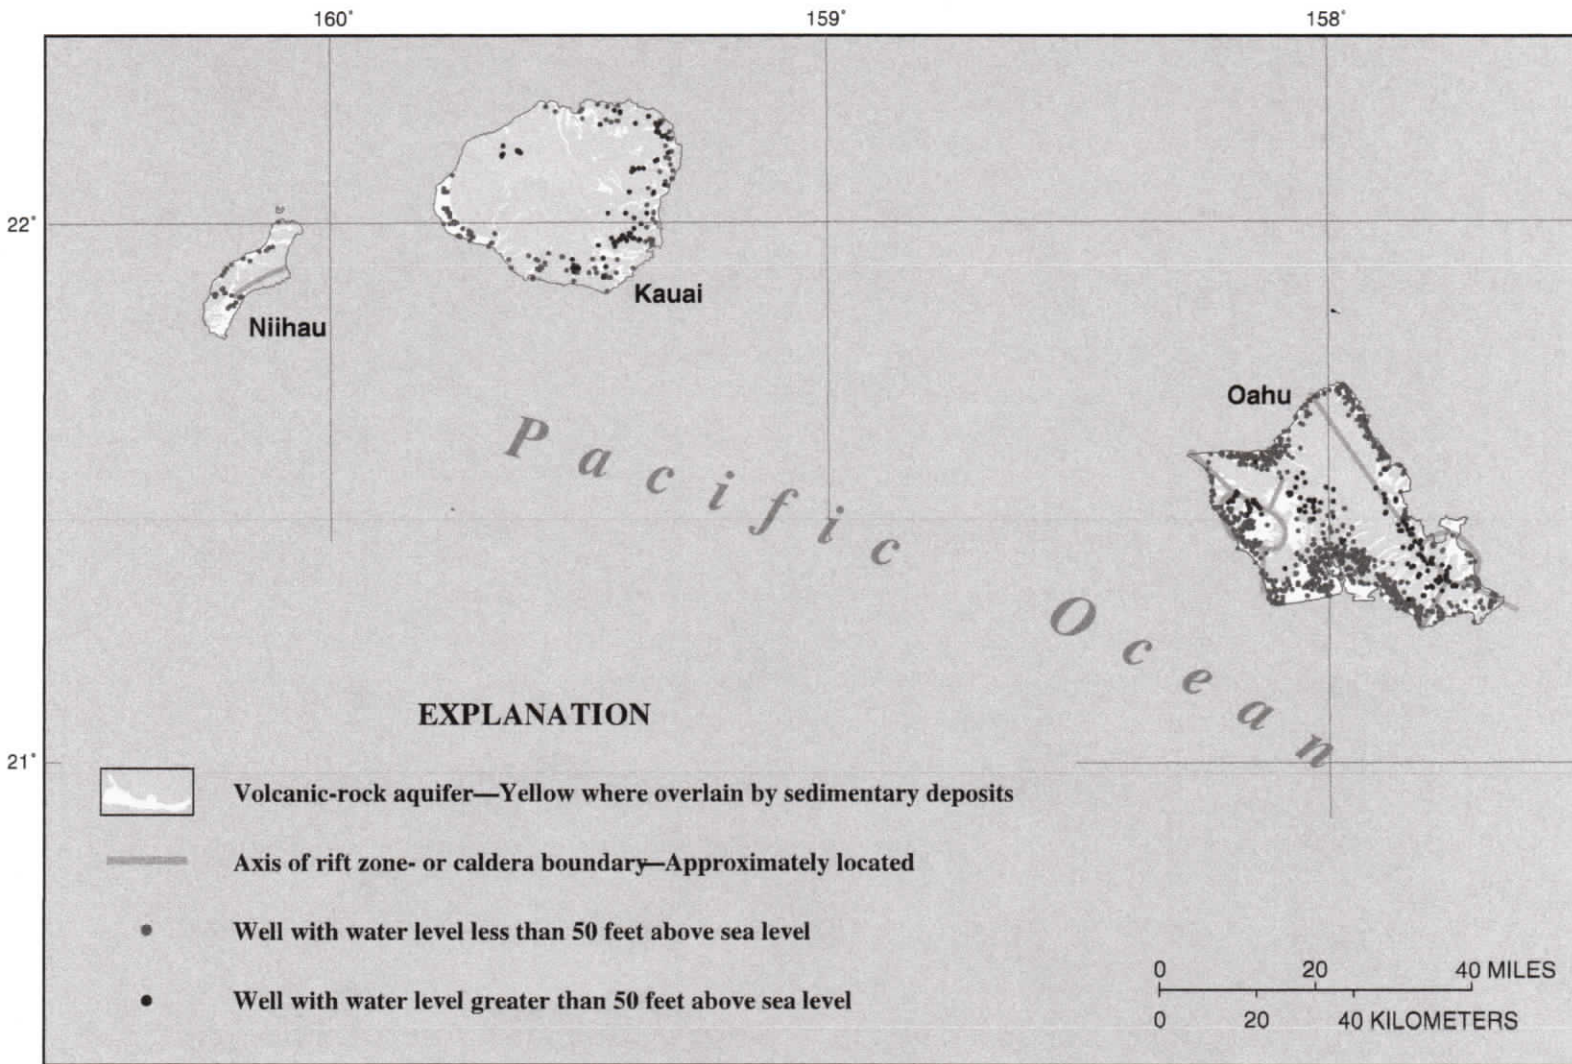 160° 159° 158°
22°
Kauai
Niihau
Oahu
Pacific
Ocean
EXPLANATION
21°
Volcanic-rock aquifer—Yellow where overlain by sedimentary deposits
Axis of rift zone- or caldera boundary—Approximately located
Well with water level less than 50 feet above sea level
Well with water level greater than 50 feet above sea level
0 20 40 MILES
0 20 40 KILOMETERS